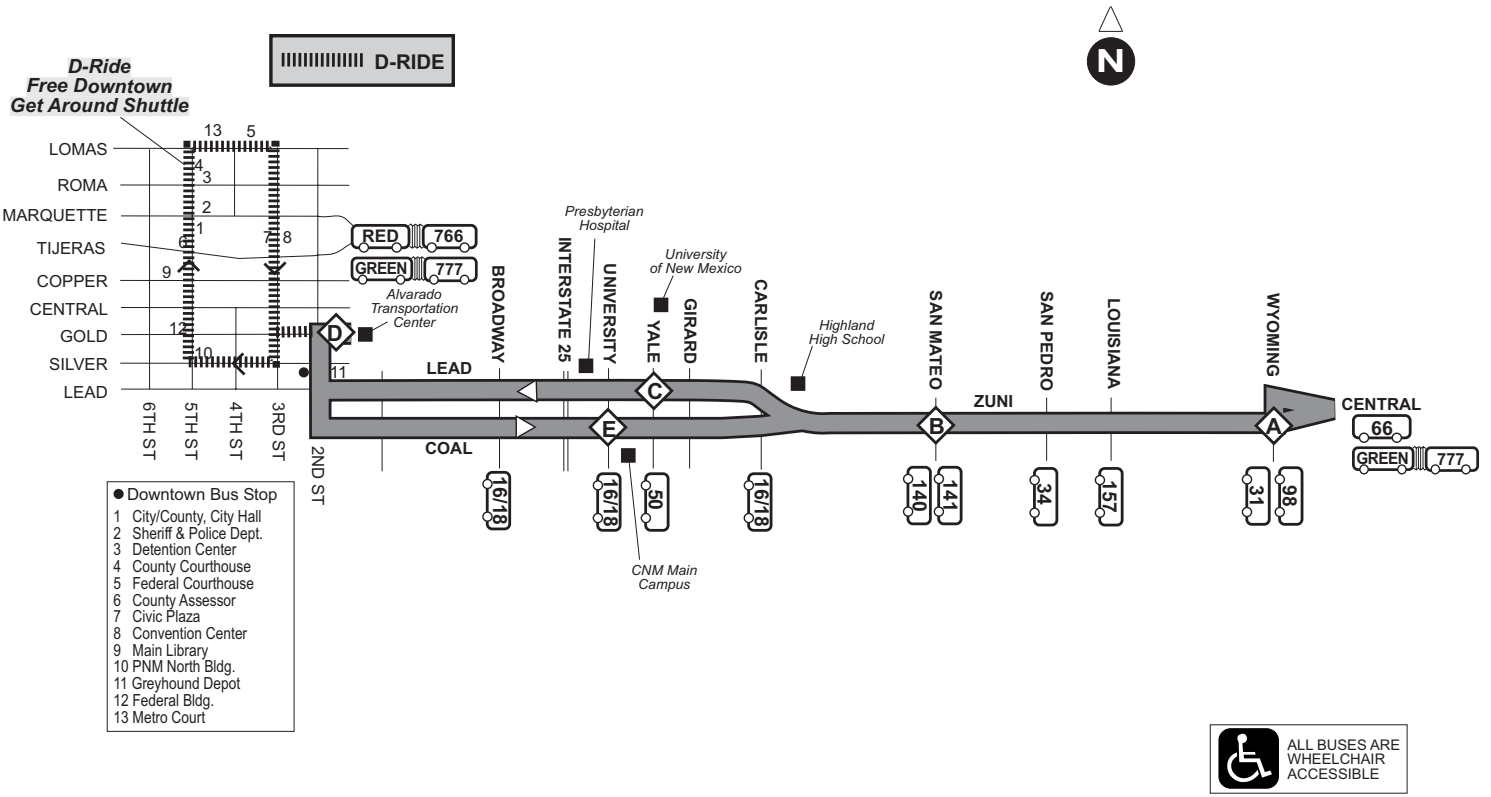 D-RIDE
N
D-Ride
Free Downtown
Get Around Shuttle
13 5
LOMAS
4
ROMA
3
MARQUETTE
2
1
TIJERAS
6
7 8
9
COPPER
CENTRAL
GOLD
12
SILVER
10
LEAD
11
6TH ST
5TH ST
4TH ST
3RD ST
2ND ST
RED 766
GREEN 777
Alvarado
Transportation
Center
D
BROADWAY
INTERSTATE 25
Presbyterian
Hospital
UNIVERSITY
University
of New Mexico
YALE
GIRARD
CARLISLE
Highland
High School
SAN MATEO
SAN PEDRO
LOUISIANA
WYOMING
LEAD
C
COAL
E
ZUNI
B
A
CENTRAL
66
GREEN 777
16/18
16/18
50
16/18
140
141
34
157
31
98
CNM Main
Campus
Downtown Bus Stop
1 City/County, City Hall
2 Sheriff & Police Dept.
3 Detention Center
4 County Courthouse
5 Federal Courthouse
6 County Assessor
7 Civic Plaza
8 Convention Center
9 Main Library
10 PNM North Bldg.
11 Greyhound Depot
12 Federal Bldg.
13 Metro Court
ALL BUSES ARE
WHEELCHAIR
ACCESSIBLE